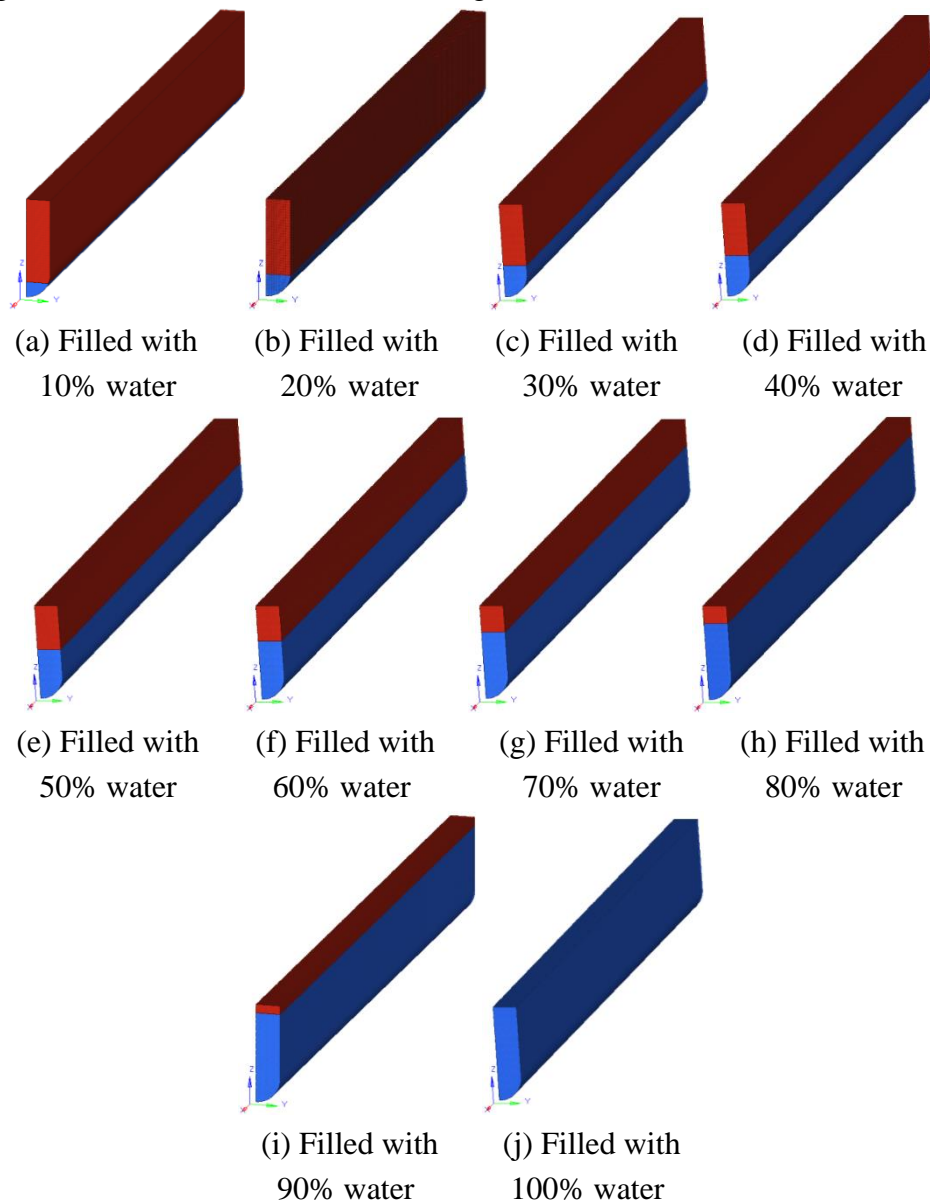 Z
X
Y
Z
X
Y
Z
X
Y
Z
X
Y
(a) Filled with
(b) Filled with
(c) Filled with
(d) Filled with
10% water
20% water
30% water
40% water
Z
X
Y
Z
X
Y
Z
X
Y
Z
X
Y
(e) Filled with
(f) Filled with
(g) Filled with
(h) Filled with
50% water
60% water
70% water
80% water
Z
X
Y
Z
X
Y
(i) Filled with
(j) Filled with
90% water
100% water